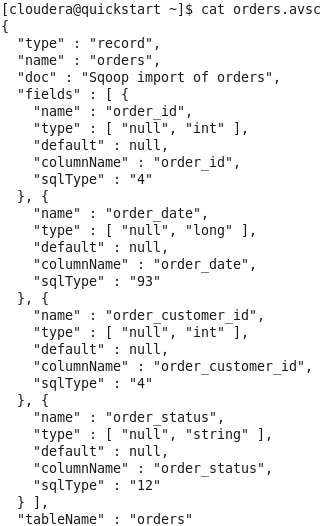 [cloudera@quickstart ~]$ cat orders.avsc
{
  "type" : "record",
  "name" : "orders",
  "doc" : "Sqoop import of orders",
  "fields" : [ {
    "name" : "order_id",
    "type" : [ "null", "int" ],
    "default" : null,
    "columnName" : "order_id",
    "sqlType" : "4"
  }, {
    "name" : "order_date",
    "type" : [ "null", "long" ],
    "default" : null,
    "columnName" : "order_date",
    "sqlType" : "93"
  }, {
    "name" : "order_customer_id",
    "type" : [ "null", "int" ],
    "default" : null,
    "columnName" : "order_customer_id",
    "sqlType" : "4"
  }, {
    "name" : "order_status",
    "type" : [ "null", "string" ],
    "default" : null,
    "columnName" : "order_status",
    "sqlType" : "12"
  } ],
  "tableName" : "orders"